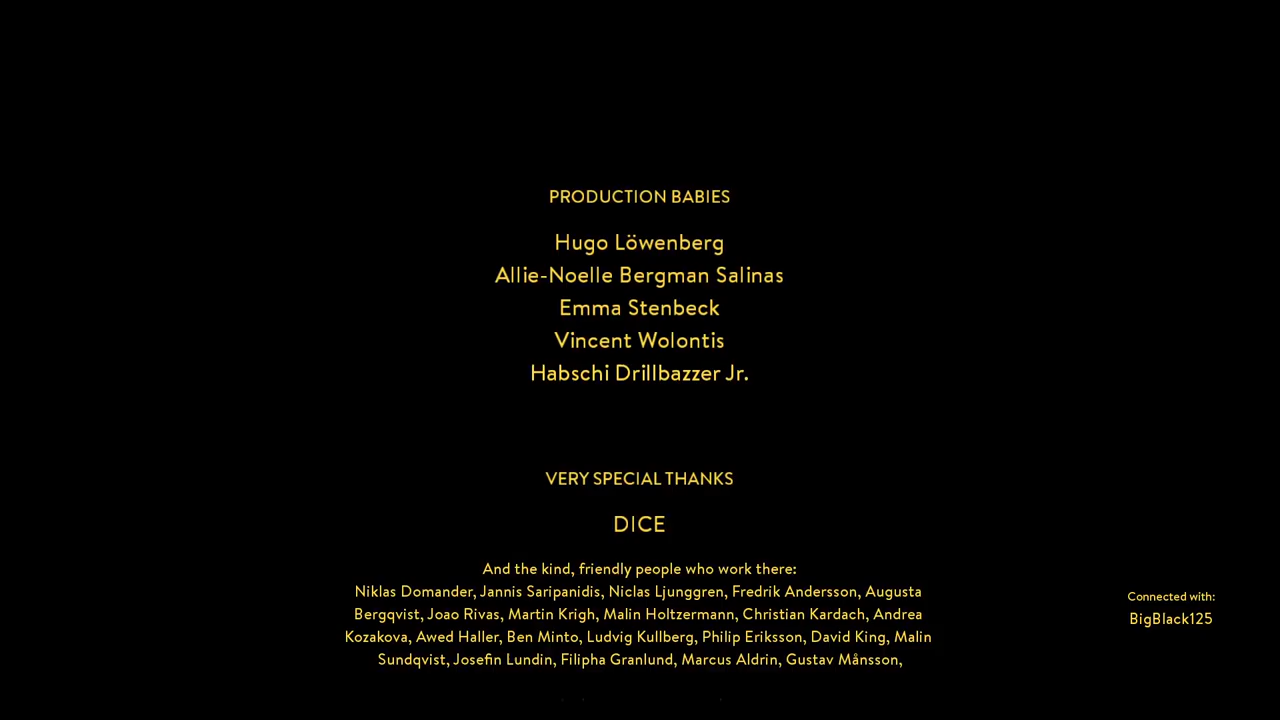 PRODUCTION BABIES
Hugo Löwenberg
Allie-Noelle Bergman Salinas
Emma Stenbeck
Vincent Wolontis
Habschi Drillbazzer Jr.
VERY SPECIAL THANKS
DICE
And the kind, friendly people who work there:
Niklas Domander, Jannis Saripanidis, Niclas Ljunggren, Fredrik Andersson, Augusta
Bergqvist, Joao Rivas, Martin Krigh, Malin Holtzermann, Christian Kardach, Andrea
Kozakova, Awed Haller, Ben Minto, Ludvig Kullberg, Philip Eriksson, David King, Malin
Sundqvist, Josefin Lundin, Filipha Granlund, Marcus Aldrin, Gustav Månsson,
Connected with:
BigBlack125